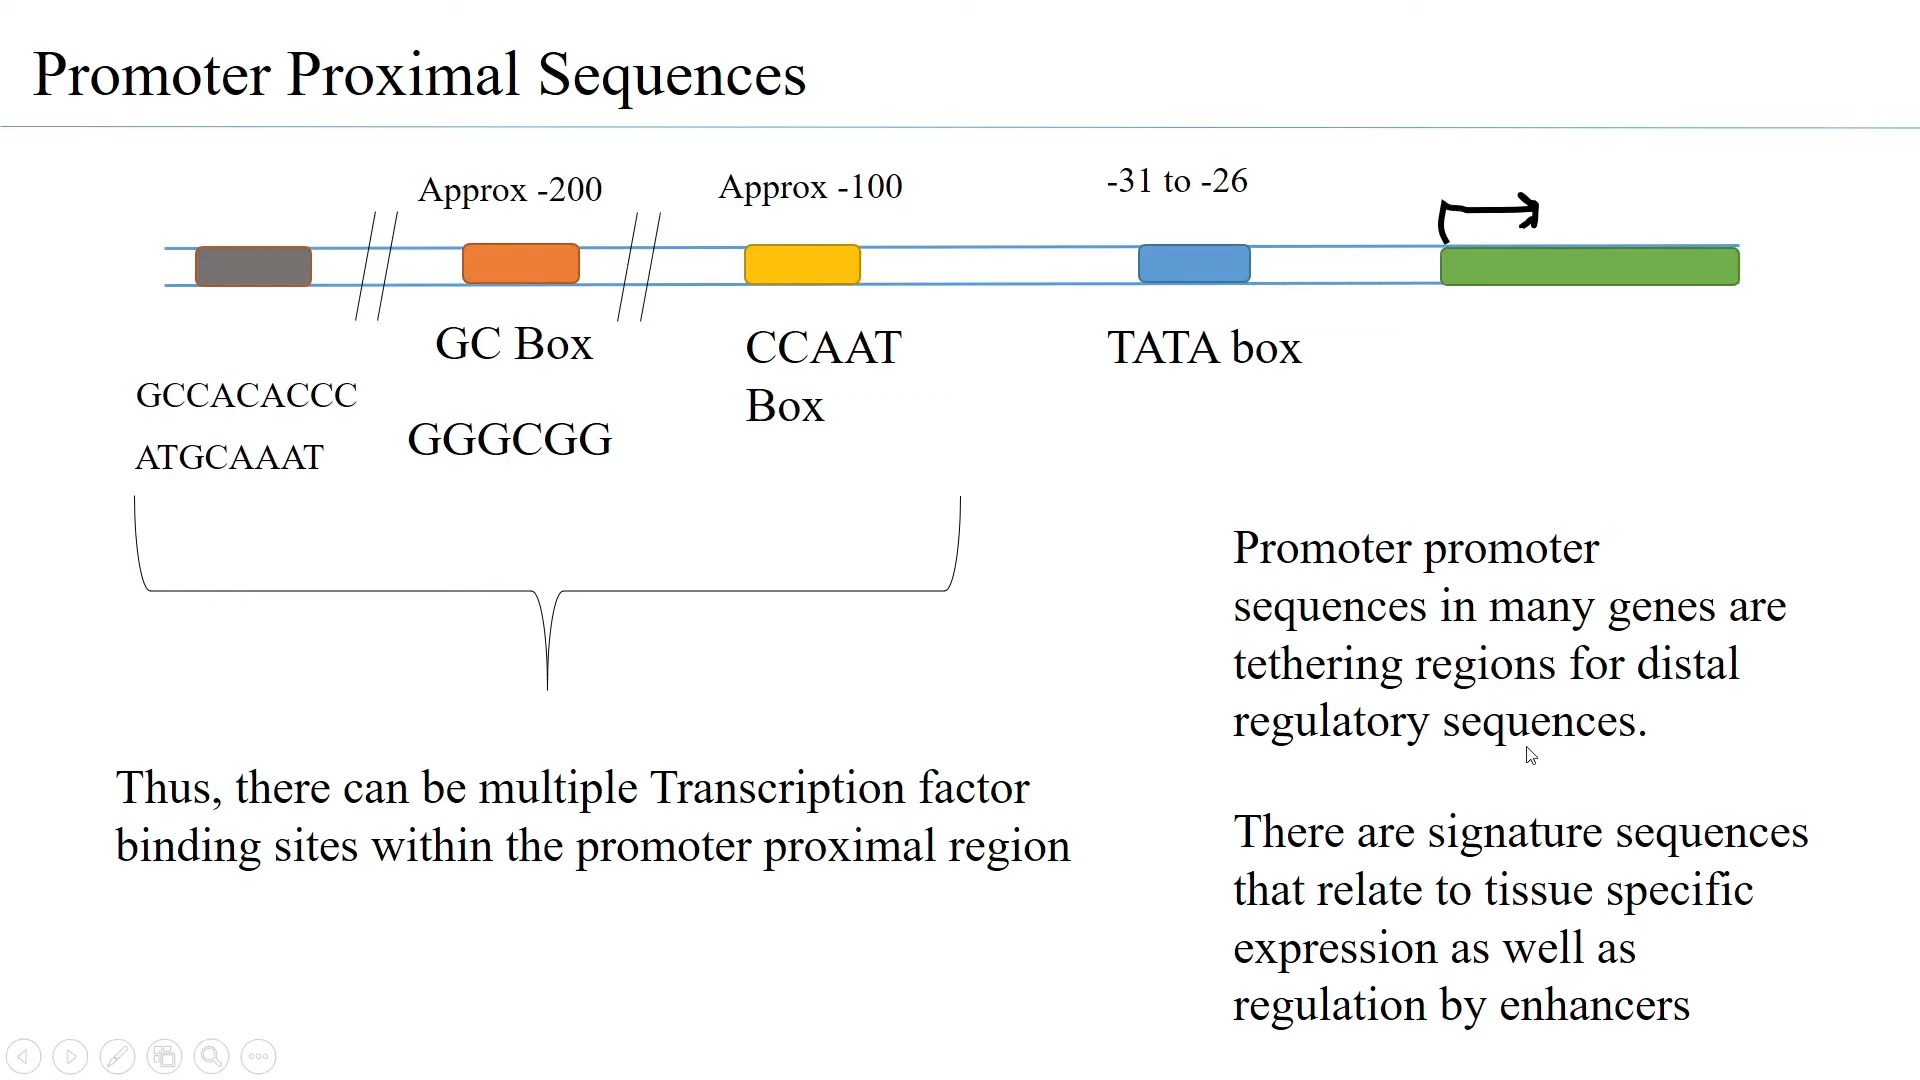 Promoter Proximal Sequences
Approx -200
Approx -100
-31 to -26
GC Box
CCAAT
Box
TATA box
GCCACACCC
GGGCGG
ATGCAAAT
Promoter promoter
sequences in many genes are
tethering regions for distal
regulatory sequences.
Thus, there can be multiple Transcription factor
binding sites within the promoter proximal region
There are signature sequences
that relate to tissue specific
expression as well as
regulation by enhancers